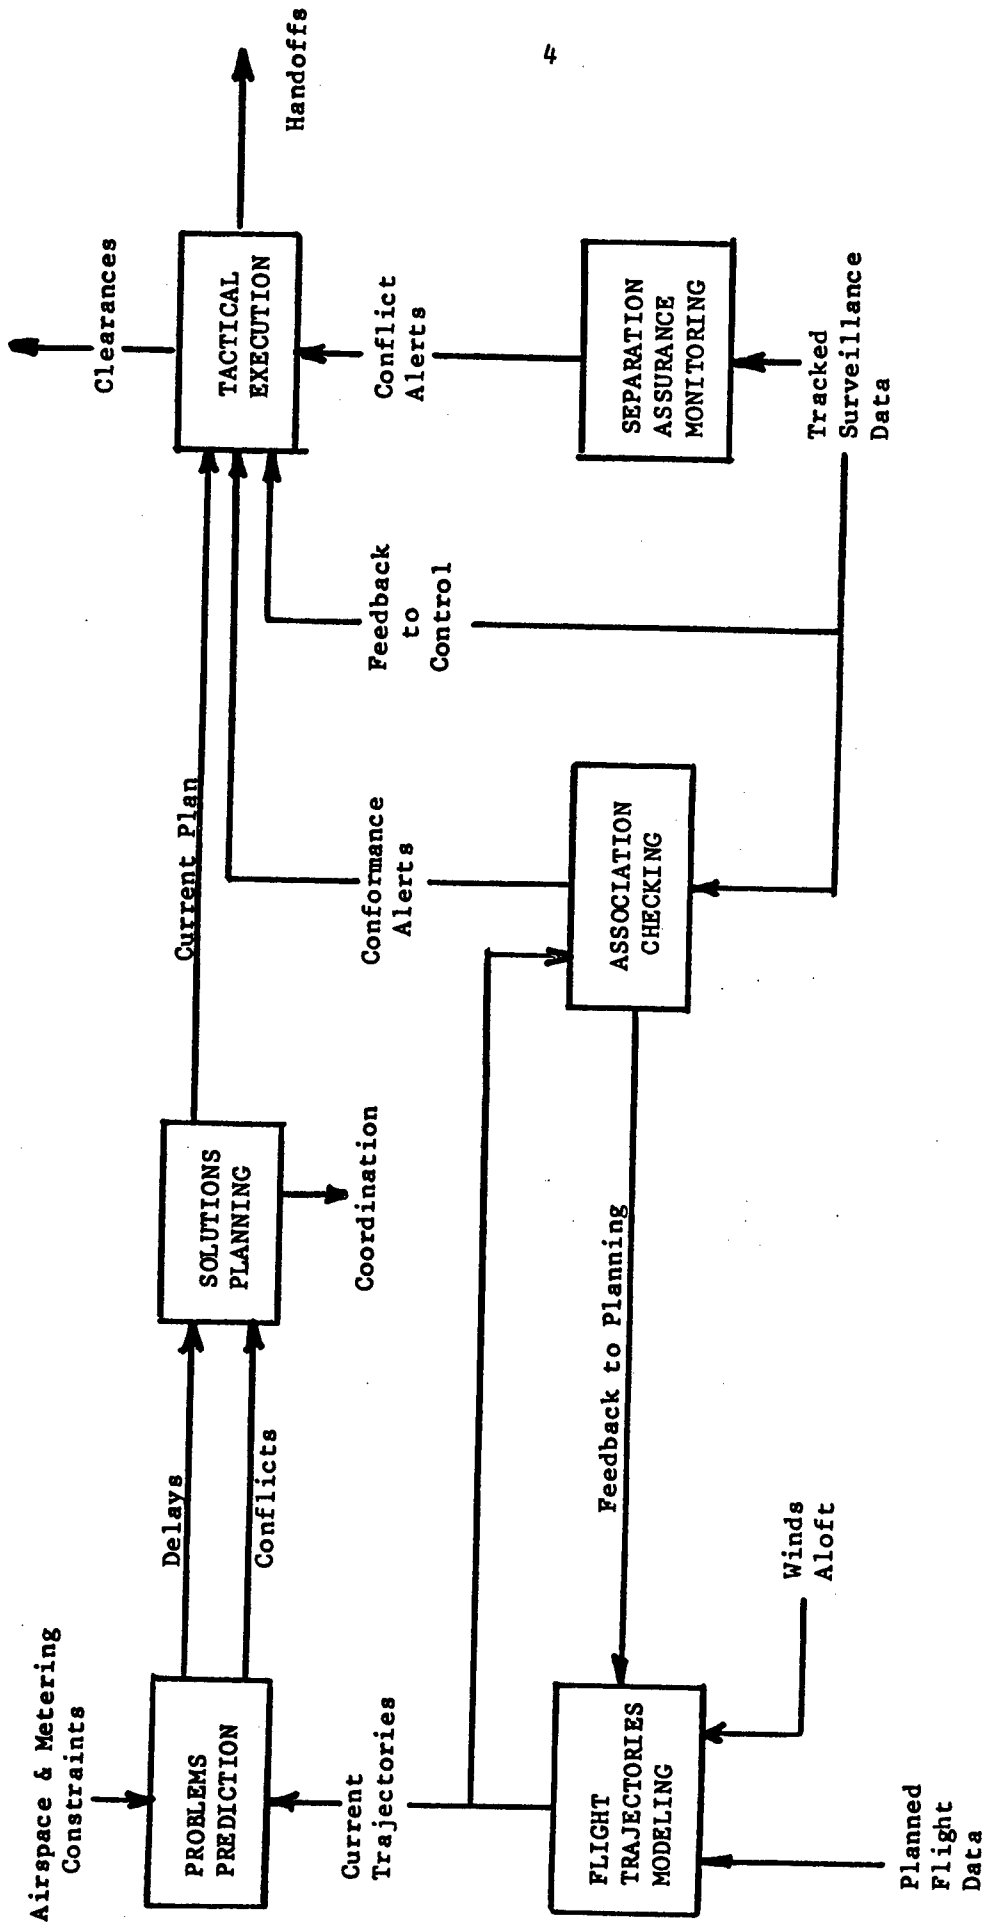 4
Airspace & Metering
Constraints
PROBLEMS
PREDICTION
Delays
Conflicts
SOLUTIONS
PLANNING
Coordination
Current Plan
Clearances
TACTICAL
EXECUTION
Handoffs
Current
Trajectories
Conformance
Alerts
Feedback
to
Control
Conflict
Alerts
FLIGHT
TRAJECTORIES
MODELING
Feedback to Planning
ASSOCIATION
CHECKING
SEPARATION
ASSURANCE
MONITORING
Planned
Flight
Data
Winds
Aloft
Tracked
Surveillance
Data